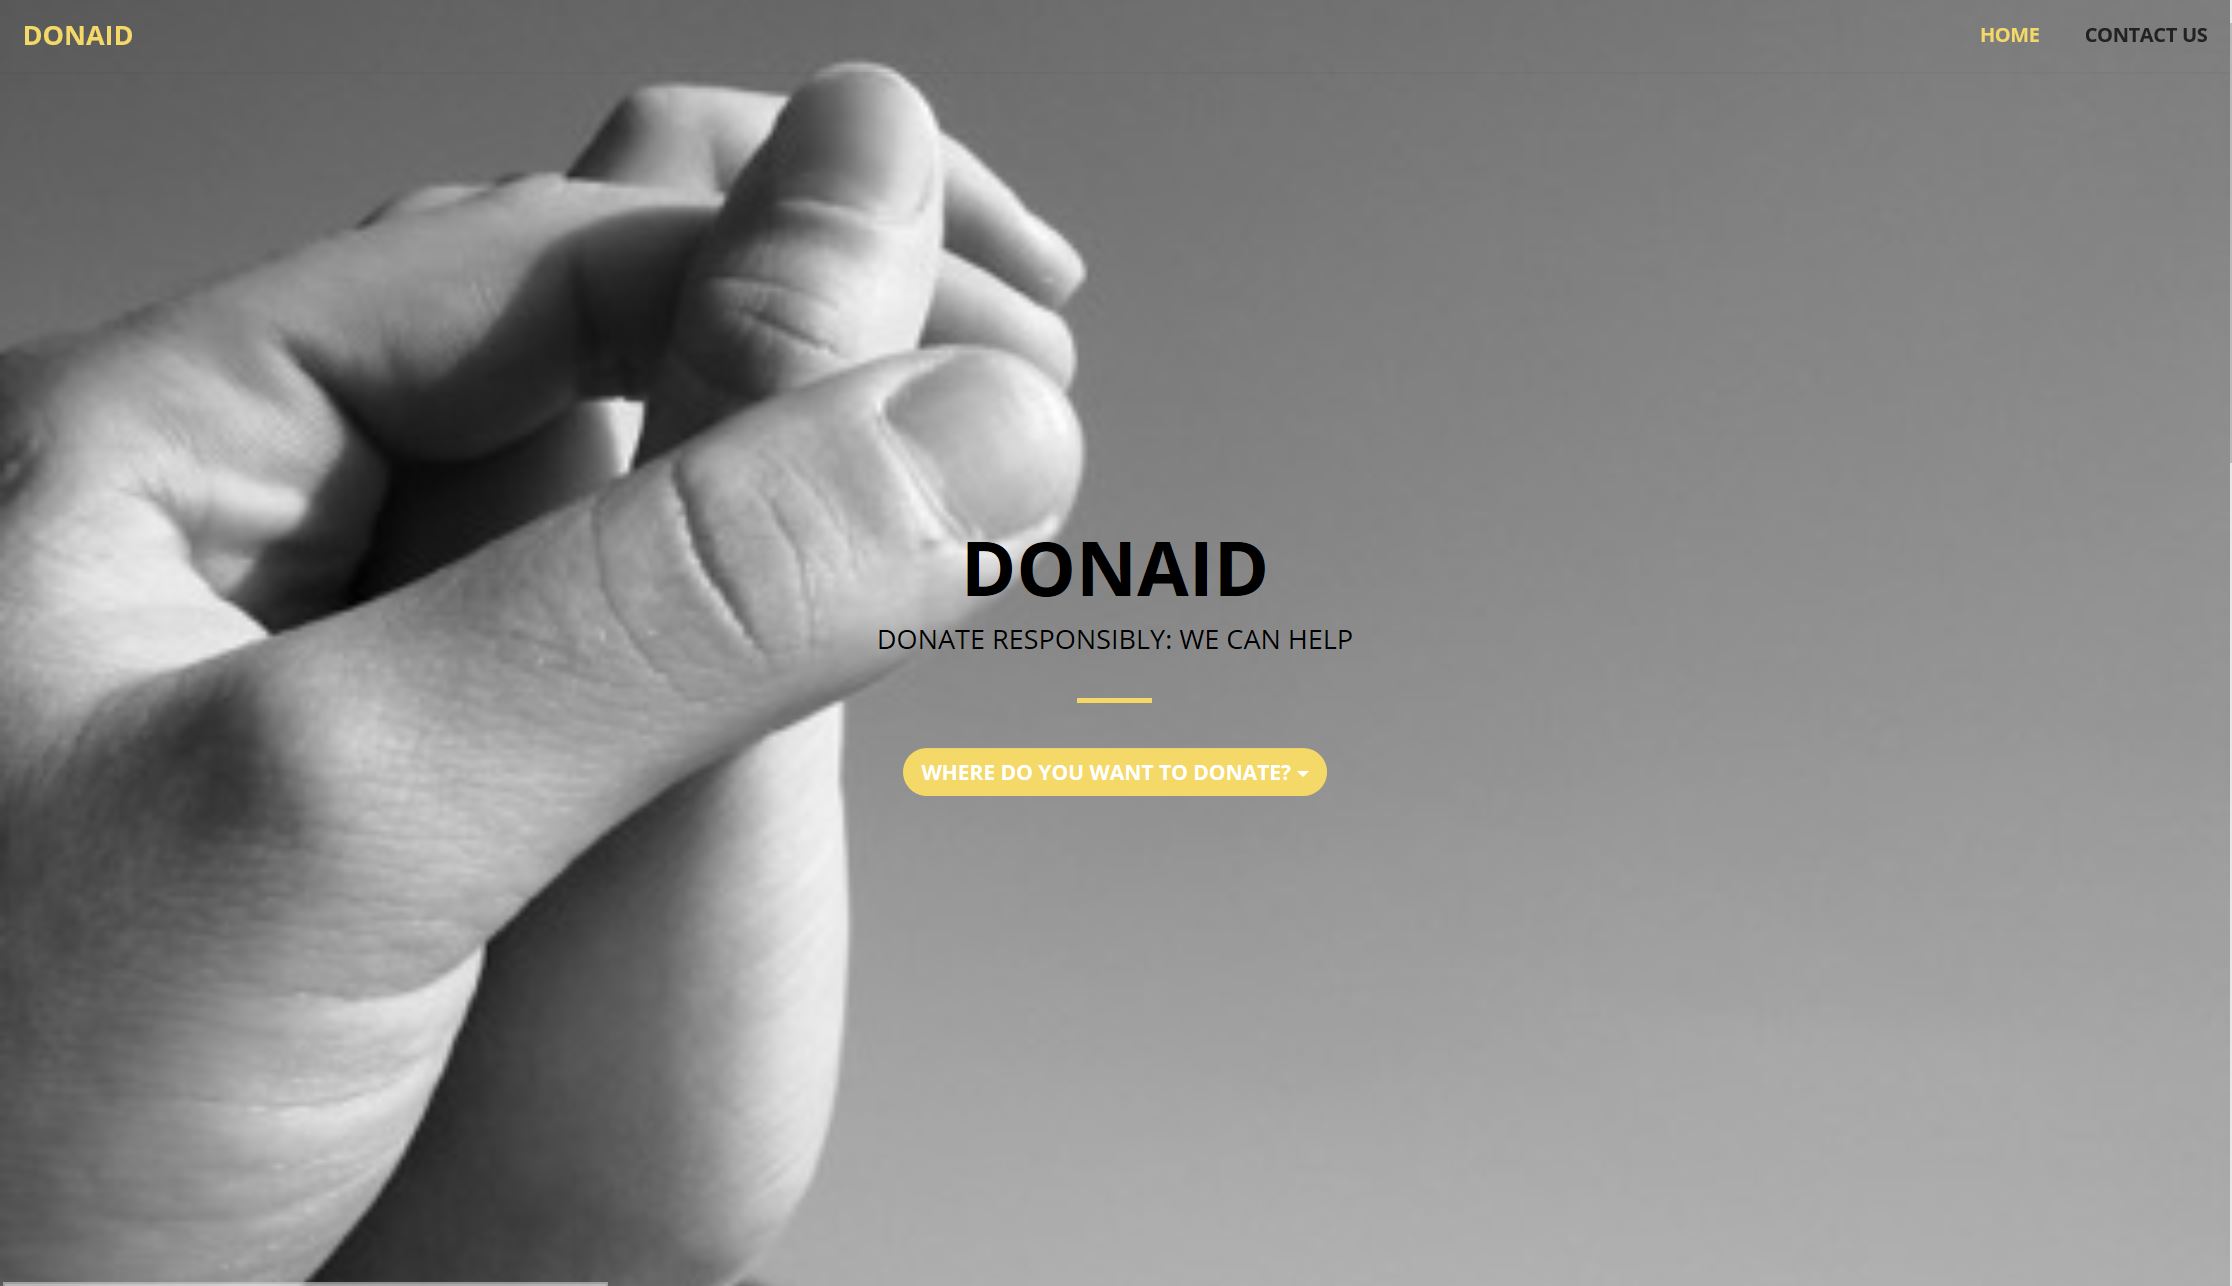 DONAID
HOME
CONTACT US
DONAID
DONATE RESPONSIBLY: WE CAN HELP
WHERE DO YOU WANT TO DONATE?